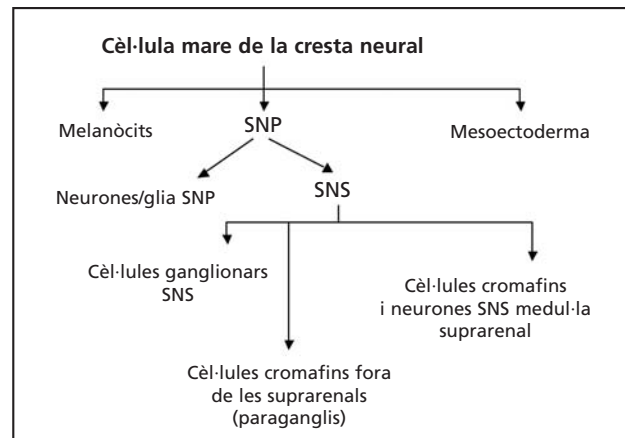 Cèl·lula mare de la cresta neural
Melanòcits
SNP
Mesoectoderma
Neurones/glia SNP
SNS
Cèl·lules ganglionars
SNS
Cèl·lules cromafins
i neurones SNS medul·la
suprarenal
Cèl·lules cromafins fora
de les suprarenals
(paraganglis)